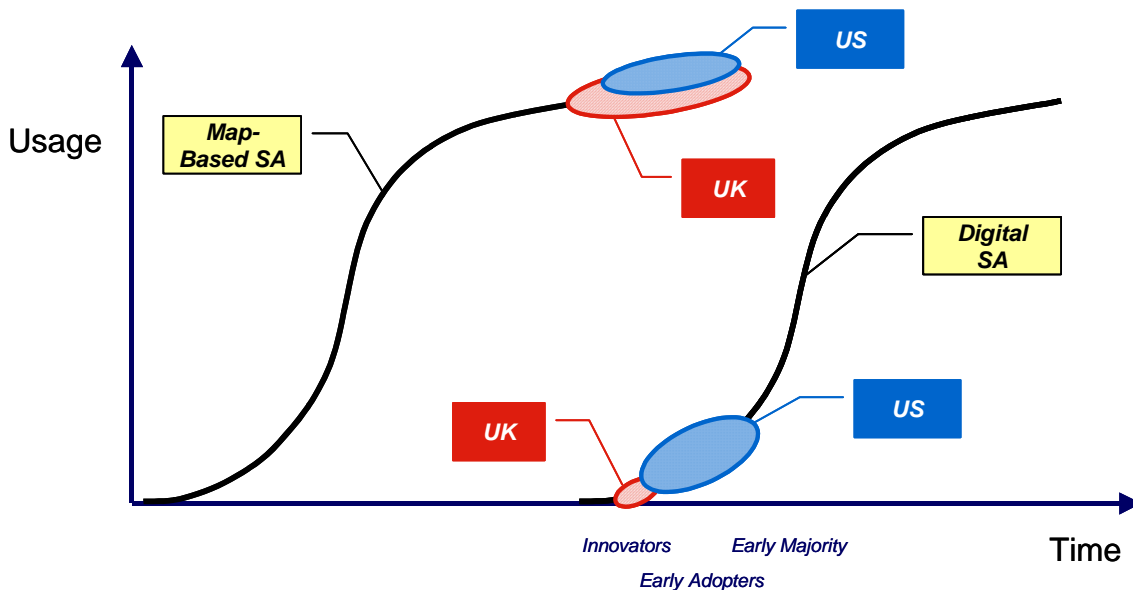 US
Usage
Map-
Based SA
UK
Digital
SA
US
UK
Innovators
Early Majority
Time
Early Adopters